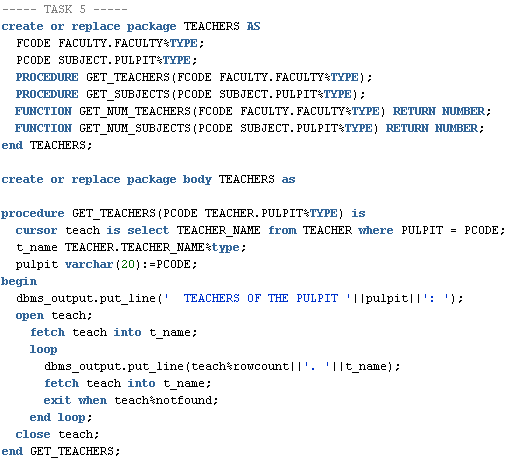 ----- TASK 5 -----
create or replace package TEACHERS AS
  FCODE FACULTY.FACULTY%TYPE;
  PCODE SUBJECT.PULPIT%TYPE;
  PROCEDURE GET_TEACHERS(FCODE FACULTY.FACULTY%TYPE);
  PROCEDURE GET_SUBJECTS(PCODE SUBJECT.PULPIT%TYPE);
  FUNCTION GET_NUM_TEACHERS(FCODE FACULTY.FACULTY%TYPE) RETURN NUMBER;
  FUNCTION GET_NUM_SUBJECTS(PCODE SUBJECT.PULPIT%TYPE) RETURN NUMBER;
end TEACHERS;

create or replace package body TEACHERS as

procedure GET_TEACHERS(PCODE TEACHER.PULPIT%TYPE) is
  cursor teach is select TEACHER_NAME from TEACHER where PULPIT = PCODE;
  t_name TEACHER.TEACHER_NAME%type;
  pulpit varchar(20):=PCODE;
begin
  dbms_output.put_line('  TEACHERS OF THE PULPIT '||pulpit||': ');
  open teach;
    fetch teach into t_name;
    loop
      dbms_output.put_line(teach%rowcount||'. '||t_name);
      fetch teach into t_name;
      exit when teach%notfound;
    end loop;
  close teach;
end GET_TEACHERS;